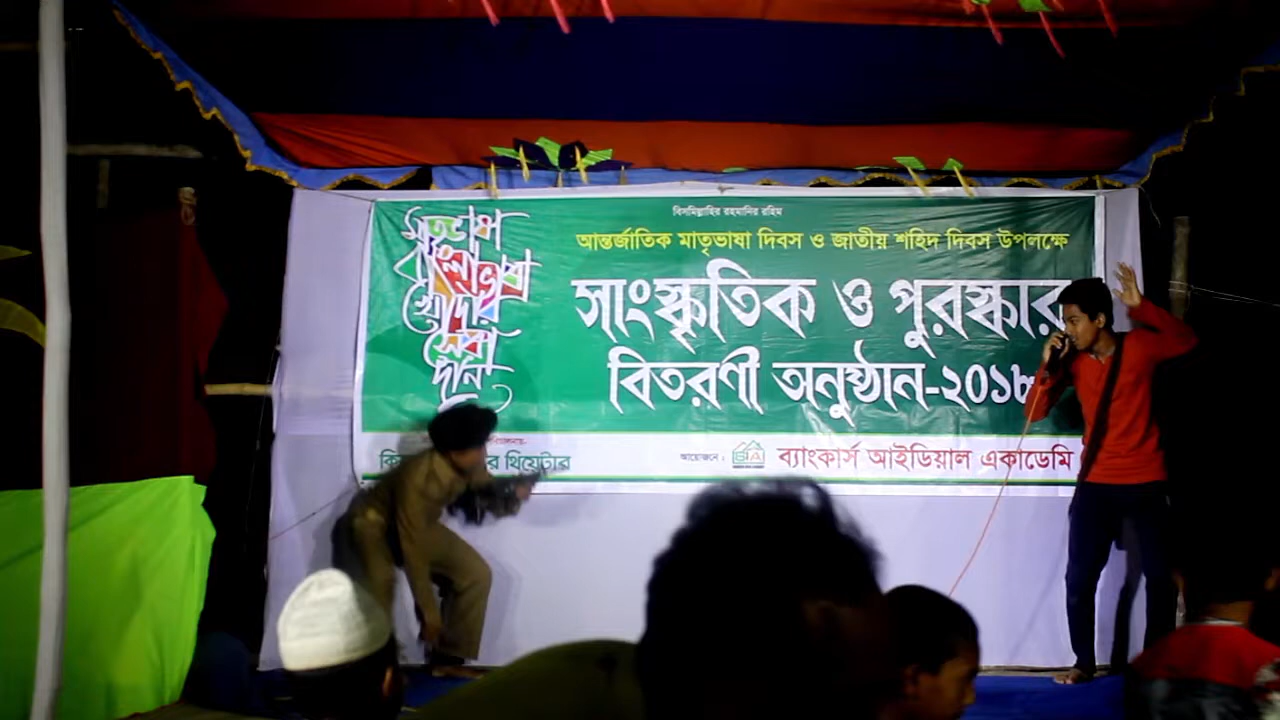 বিসমিল্লাহির রহমানির রহিম
আন্তর্জাতিক মাতৃভাষা দিবস ও জাতীয় শহিদ দিবস উপলক্ষে
সাংস্কৃতিক ও পুরস্কার
বিতরণী অনুষ্ঠান-২০১৮
মাতৃভাষা
বাংলাভাষা
খোদার
সেরা
দান
থিয়েটার
আয়োজনে :
ব্যাংকার্স আইডিয়াল একাডেমি